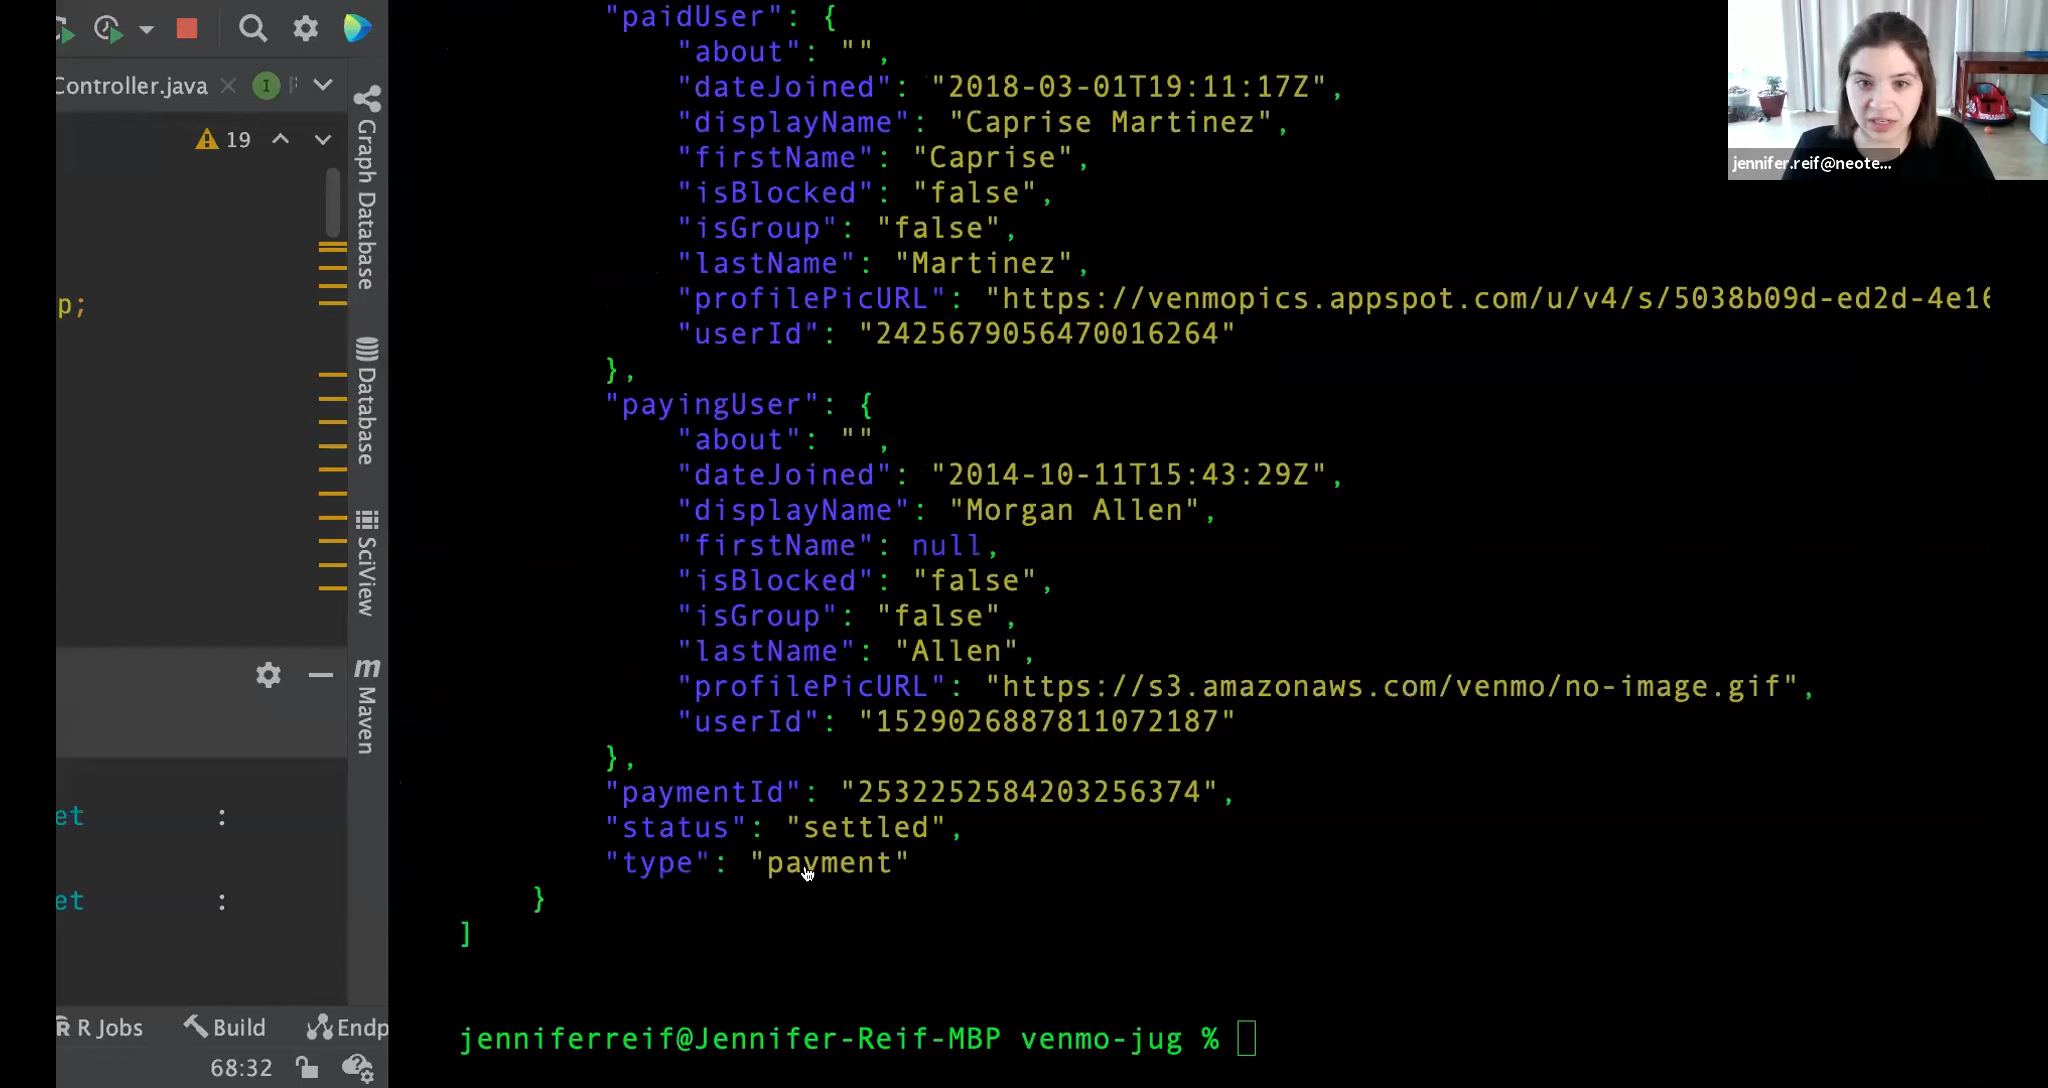 "paidUser": {
"about": "",
"dateJoined": "2018-03-01T19:11:17Z",
"displayName": "Caprise Martinez",
"firstName": "Caprise",
"isBlocked": "false",
"isGroup": "false",
"lastName": "Martinez",
"profilePicURL": "https://venmopics.appspot.com/u/v4/s/5038b09d-ed2d-4e16
"userId": "2425679056470016264"
},
"payingUser": {
"about": "",
"dateJoined": "2014-10-11T15:43:29Z",
"displayName": "Morgan Allen",
"firstName": null,
"isBlocked": "false",
"isGroup": "false",
"lastName": "Allen",
"profilePicURL": "https://s3.amazonaws.com/venmo/no-image.gif",
"userId": "1529026887811072187"
},
"paymentId": "2532252584203256374",
"status": "settled",
"type": "payment"
}
]
jenniferreif@Jennifer-Reif-MBP venmo-jug %
Controller.java
I
19
p;
et :
et :
Graph Database
Database
SciView
m Maven
R Jobs
Build
Endp
68:32
jennifer.reif@neote...